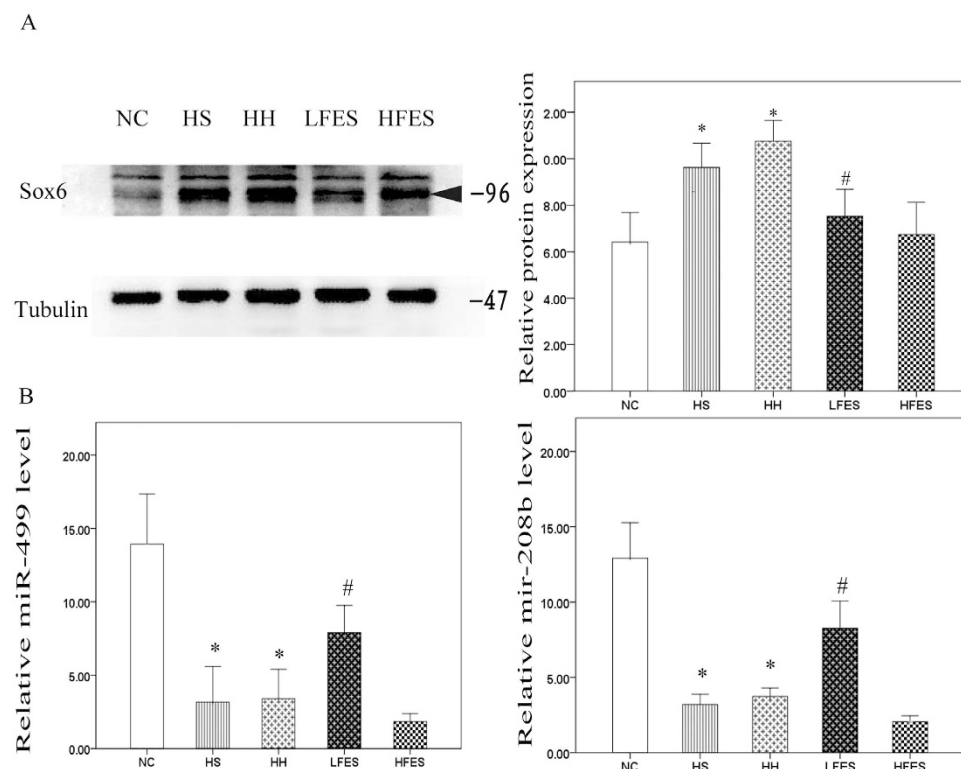 A
NC HS HH LFES HFES
Sox6
-96
Tubulin
-47
Relative protein expression
2.00
0.00
8.00
6.00
4.00
2.00
0.00
*
*
#
NC HS HH LFES HFES
B
Relative miR-499 level
20.00
15.00
10.00
5.00
0.00
*
*
#
NC HS HH LFES HFES
Relative mir-208b level
20.00
15.00
10.00
5.00
0.00
*
*
#
NC HS HH LFES HFES